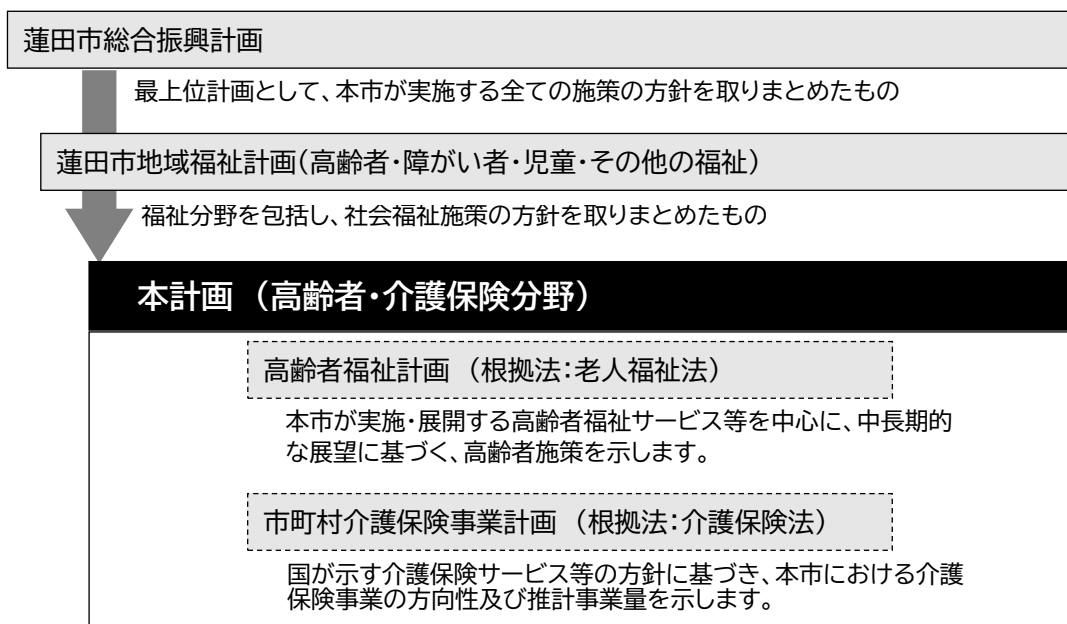 蓮田市総合振興計画
最上位計画として、本市が実施する全ての施策の方針を取りまとめたもの
蓮田市地域福祉計画(高齢者・障がい者・児童・その他の福祉)
福祉分野を包括し、社会福祉施策の方針を取りまとめたもの
本計画 (高齢者・介護保険分野)
高齢者福祉計画 (根拠法:老人福祉法)
本市が実施・展開する高齢者福祉サービス等を中心に、中長期的
な展望に基づく、高齢者施策を示します。
市町村介護保険事業計画 (根拠法:介護保険法)
国が示す介護保険サービス等の方針に基づき、本市における介護
保険事業の方向性及び推計事業量を示します。